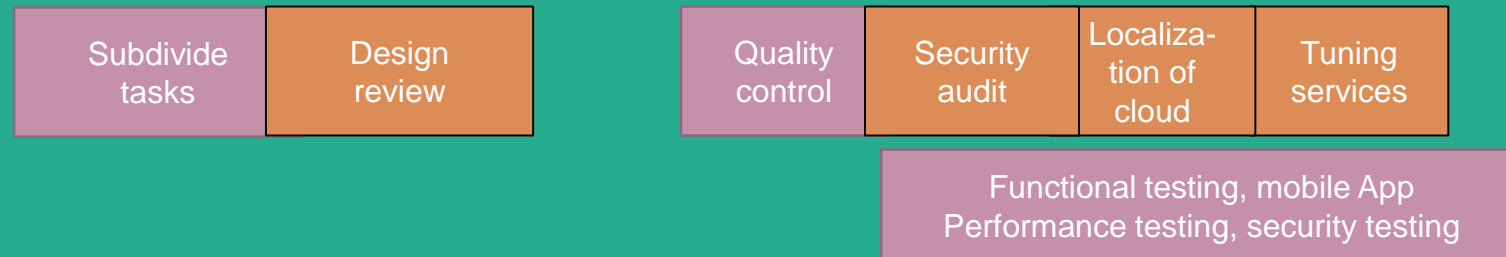 Subdivide
tasks
Design
review
Quality
control
Security
audit
Localiza-
tion of
cloud
Tuning
services
Functional testing, mobile App
Performance testing, security testing